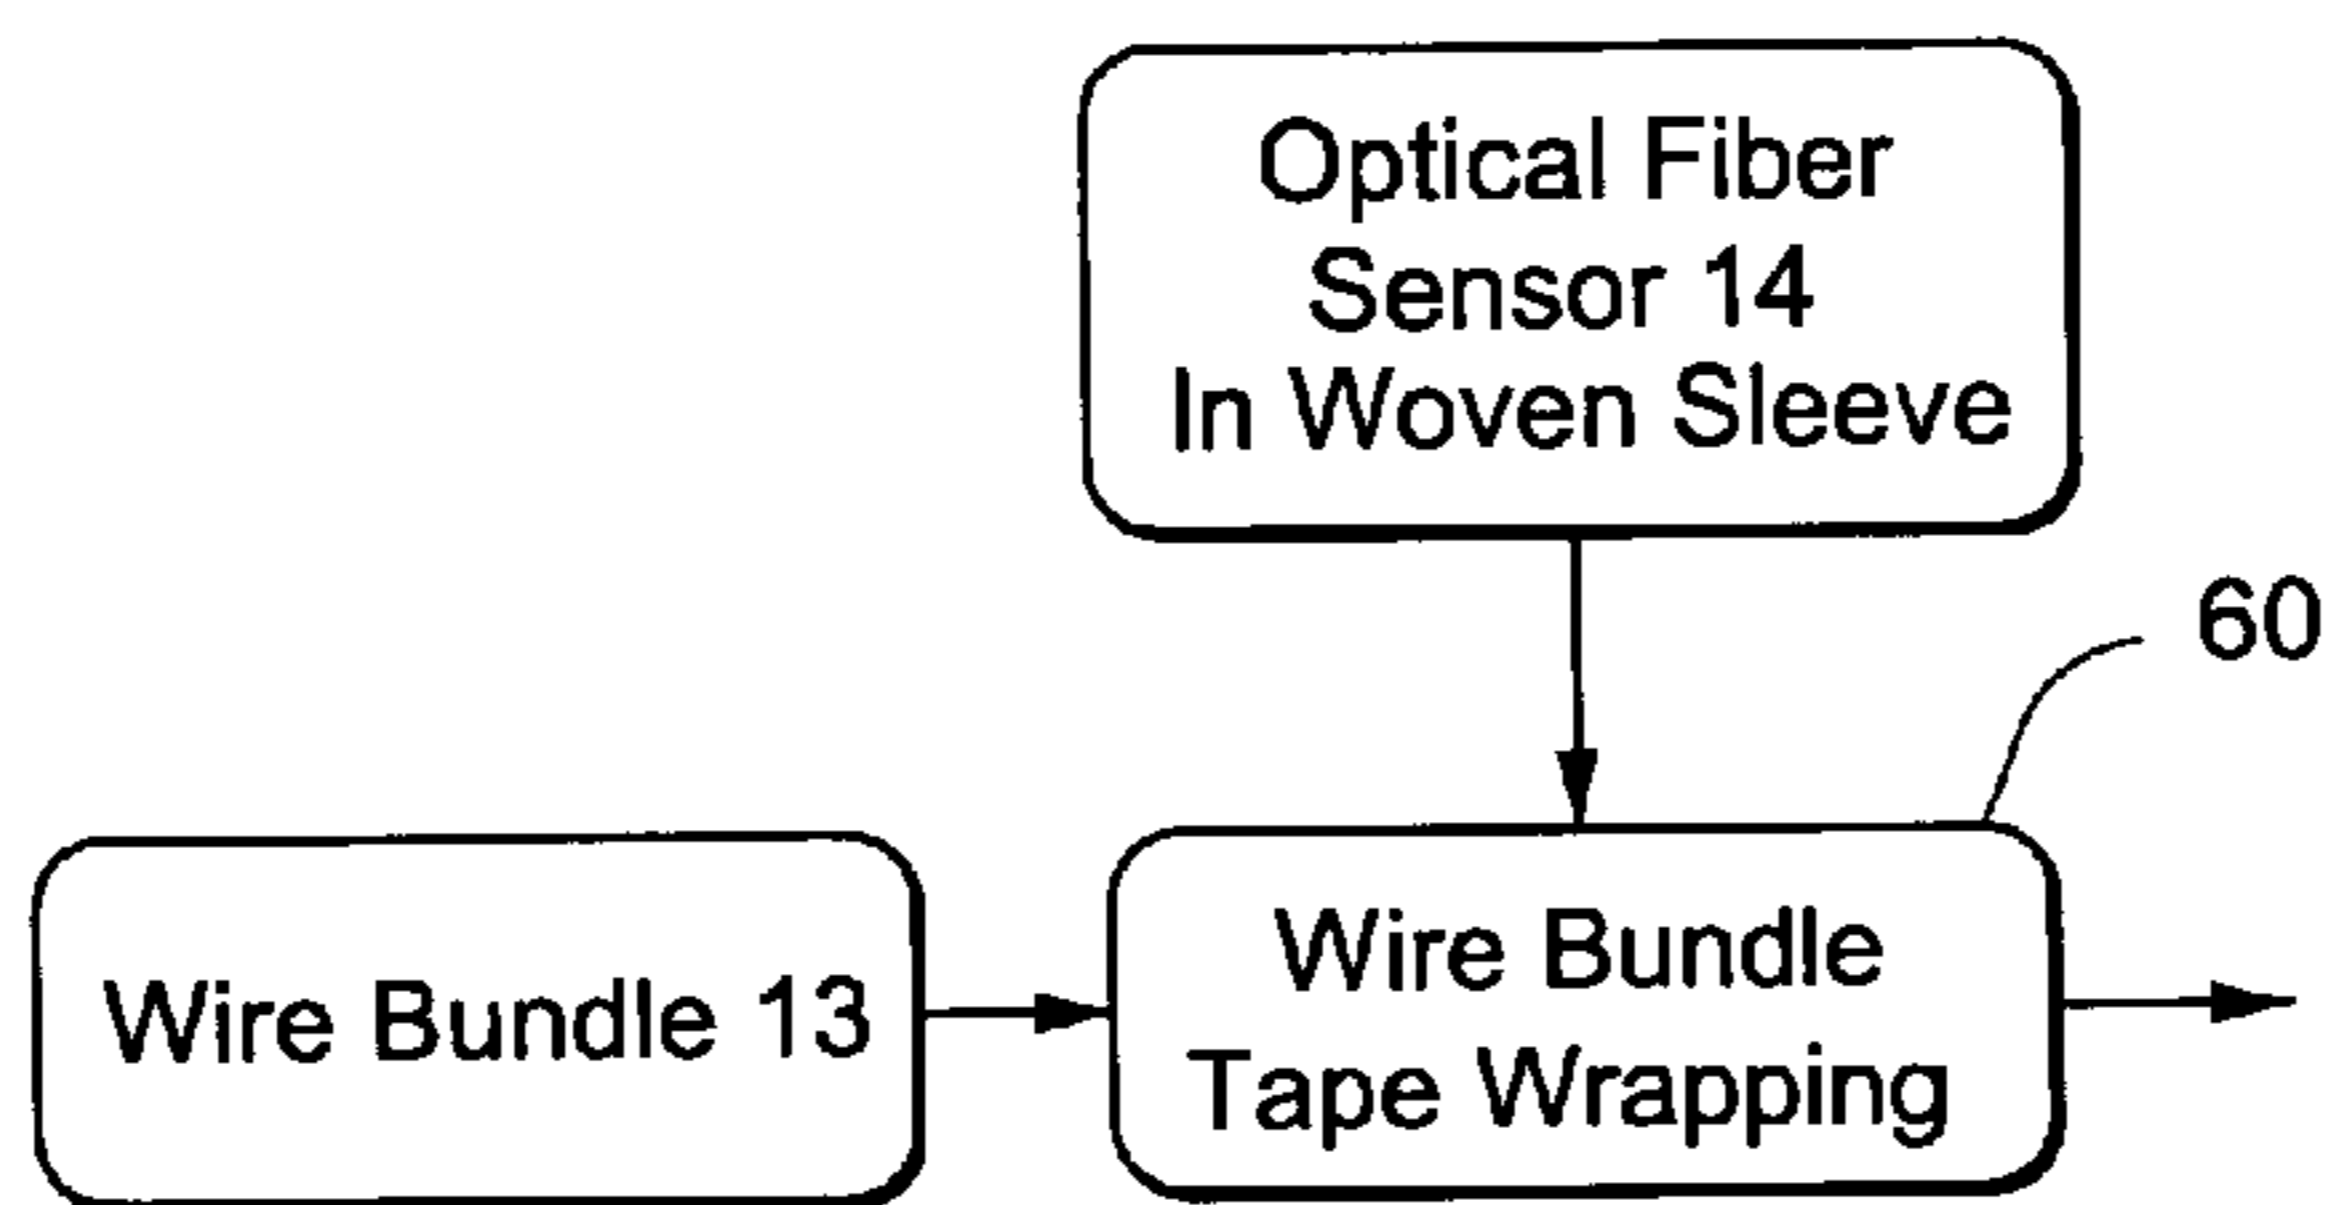 Optical Fiber
Sensor 14
In Woven Sleeve
60
Wire Bundle 13
Wire Bundle
Tape Wrapping